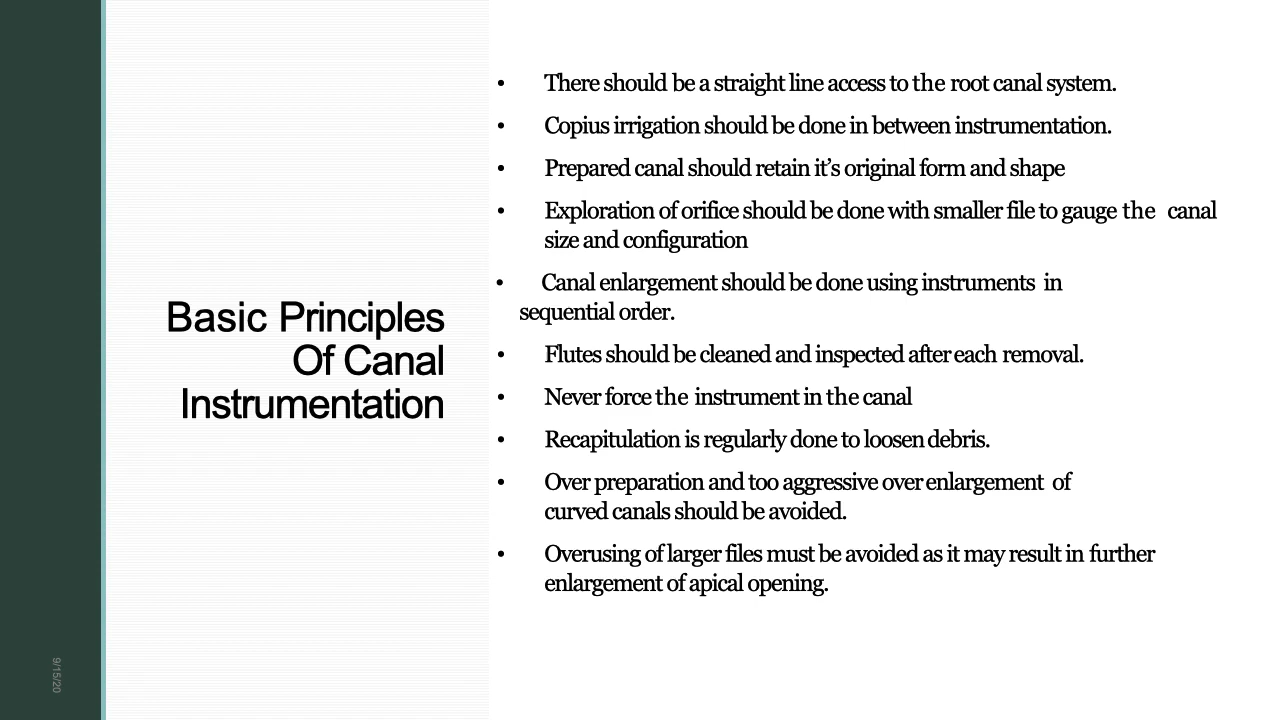 Basic Principles
Of Canal
Instrumentation
• There should be a straight line access to the root canal system.
• Copius irrigation should be done in between instrumentation.
• Prepared canal should retain it’s original form and shape
• Exploration of orifice should be done with smaller file to gauge the canal
size and configuration
• Canal enlargement should be done using instruments in
sequential order.
• Flutes should be cleaned and inspected after each removal.
• Never force the instrument in the canal
• Recapitulation is regularly done to loosen debris.
• Over preparation and too aggressive over enlargement of
curved canals should be avoided.
• Overusing of larger files must be avoided as it may result in further
enlargement of apical opening.
9/15/20